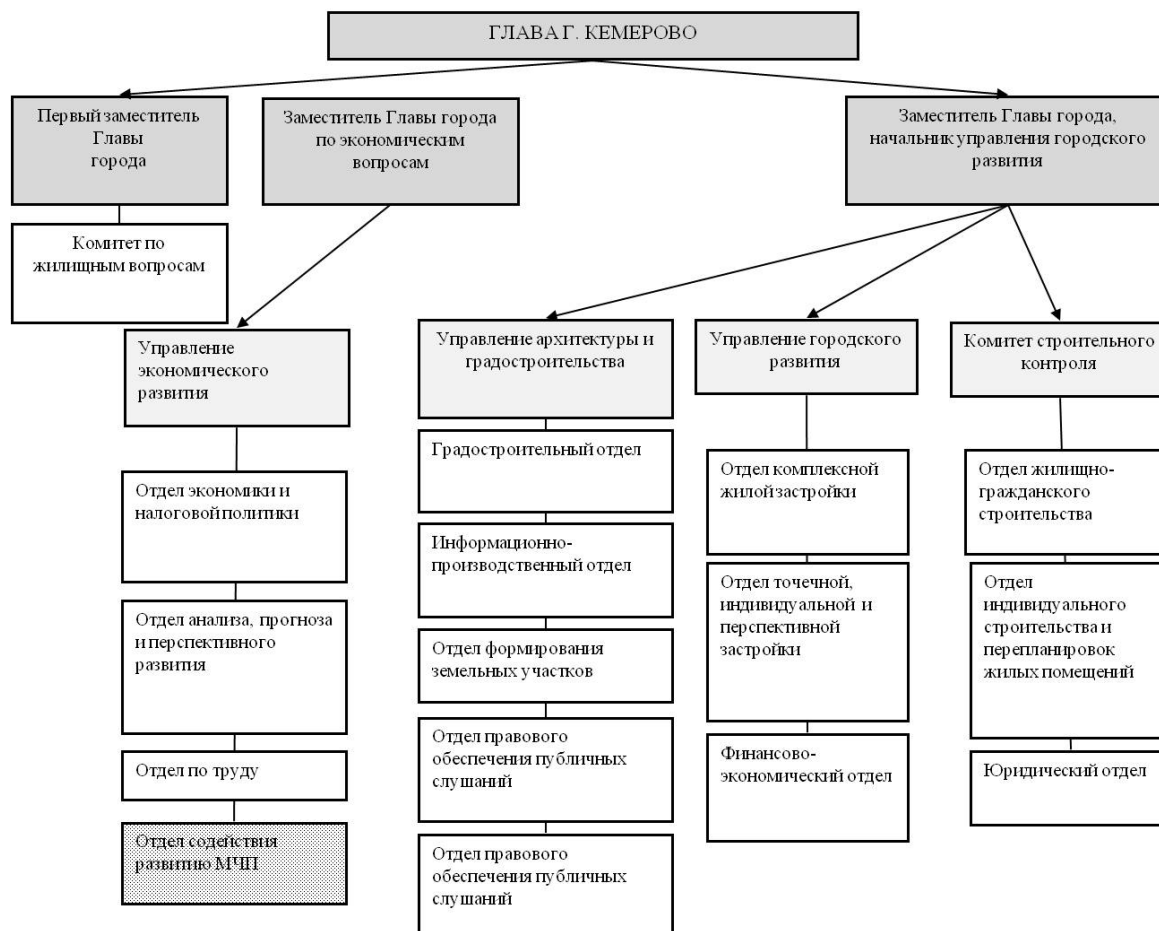 ГЛАВА Г. КЕМЕРОВО
Первый заместитель
Главы
города
Заместитель Главы города
по экономическим
вопросам
Заместитель Главы города,
начальник управления городского
развития
Комитет по
жилищным вопросам
Управление
экономического
развития
Управление архитектуры и
градостроительства
Управление городского
развития
Комитет строительного
контроля
Отдел экономики и
налоговой политики
Отдел анализа, прогноза
и перспективного
развития
Отдел по труду
Отдел содействия
развитию МЧП
Градостроительный отдел
Информационно-
производственный отдел
Отдел формирования
земельных участков
Отдел правового
обеспечения публичных
слушаний
Отдел правового
обеспечения публичных
слушаний
Отдел комплексной
жилой застройки
Отдел точечной,
индивидуальной и
перспективной
застройки
Финансово-
экономический отдел
Отдел жилищно-
гражданского
строительства
Отдел
индивидуального
строительства и
перепланировок
жилых помещений
Юридический отдел